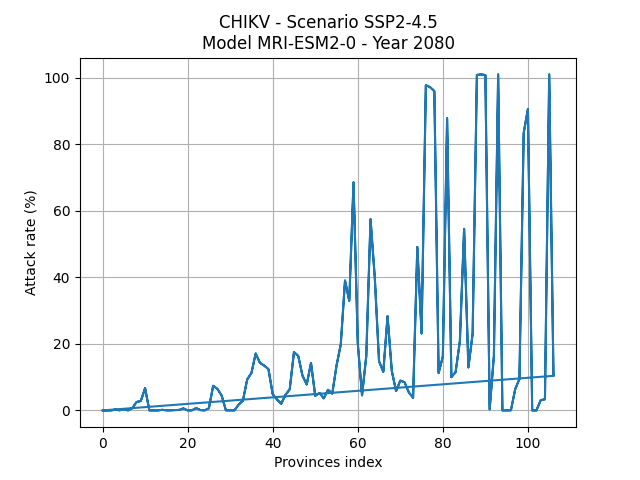 CHIKV - Scenario SSP2-4.5
Model MRI-ESM2-0 - Year 2080
100
80
60
40
20
0
Attack rate (%)
0 20 40 60 80 100
Provinces index